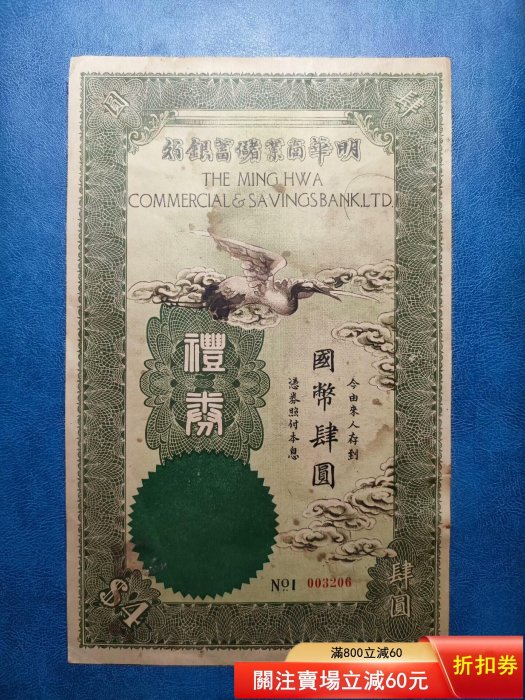 肆圓
明華商業儲蓄銀行
THE MING HWA
COMMERCIAL & SAVINGS BANK, LTD.
今由來人存到
國幣肆圓
憑券照付本息
禮券
No 1 003206
$4
肆圓
滿800立減60
關注賣場立減60元
折扣券